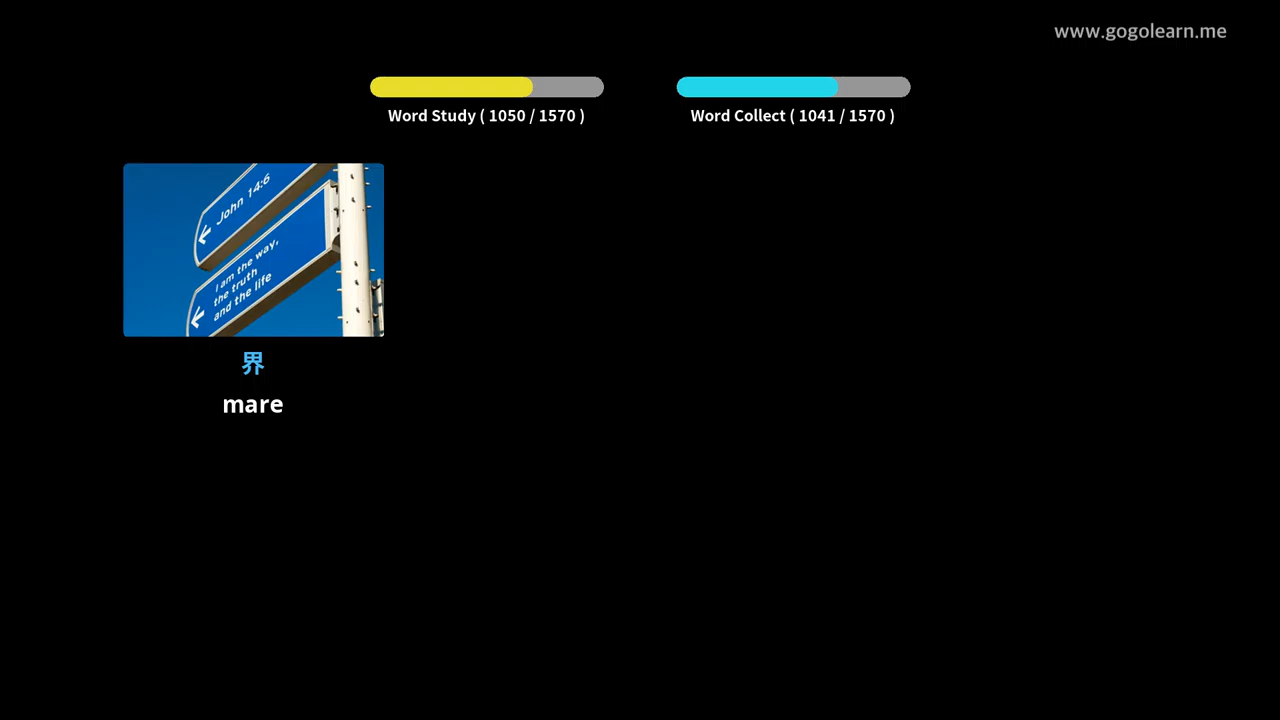 www.gogolearn.me
Word Study ( 1050 / 1570 )
Word Collect ( 1041 / 1570 )
John 14:6
I am the way,
the truth
and the life
界
mare